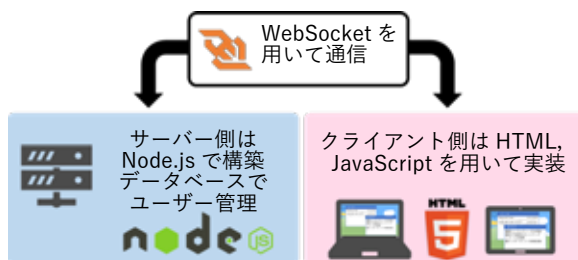 WebSocket を
用いて通信
サーバー側は
Node.js で構築
データベースで
ユーザー管理
node
JS
クライアント側は HTML,
JavaScript を用いて実装
HTML
5